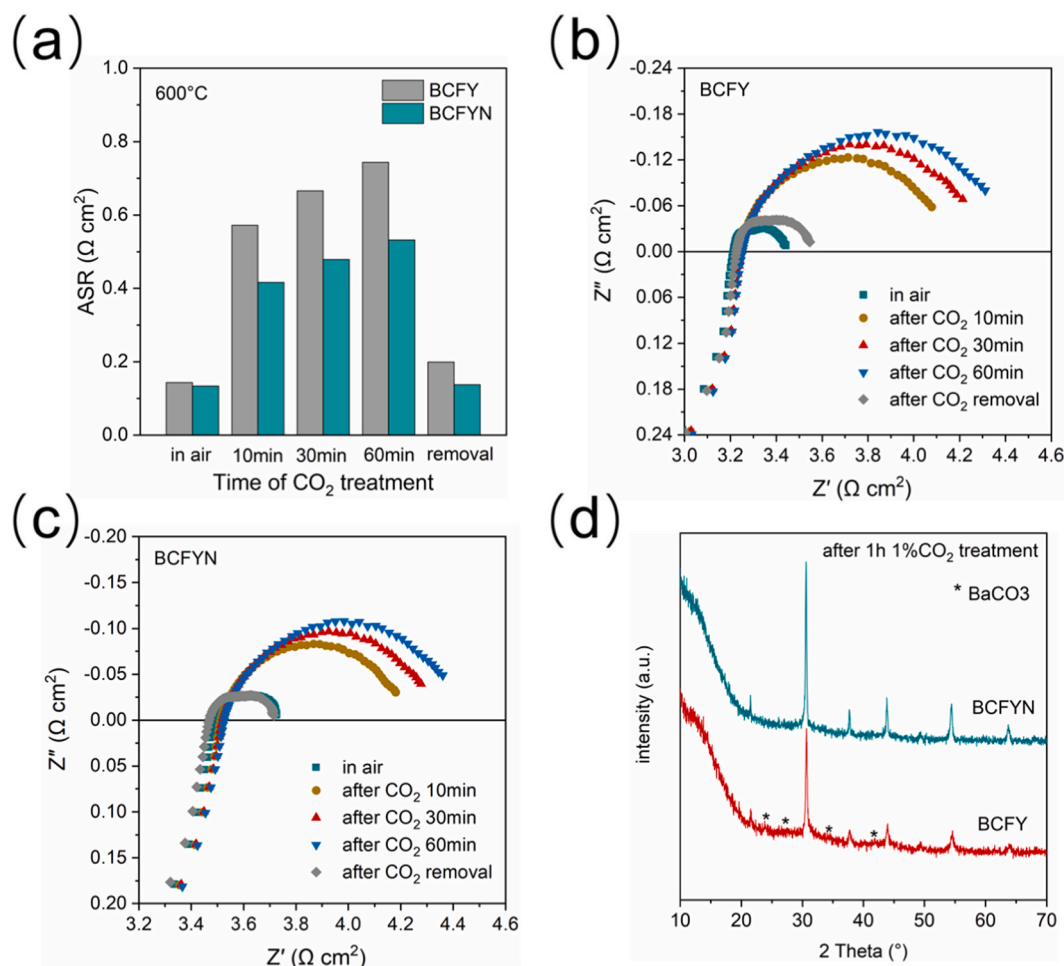 (a)
1.0
0.8
0.6
0.4
0.2
0.0
ASR (Ω cm²)
600°C
BCFY
BCFYN
in air 10min 30min 60min removal
Time of CO₂ treatment
(b)
-0.24
-0.18
-0.12
-0.06
0.00
0.06
0.12
0.18
0.24
Z″ (Ω cm²)
BCFY
in air
after CO₂ 10min
after CO₂ 30min
after CO₂ 60min
after CO₂ removal
3.0 3.2 3.4 3.6 3.8 4.0 4.2 4.4 4.6
Z′ (Ω cm²)
(c)
-0.20
-0.15
-0.10
-0.05
0.00
0.05
0.10
0.15
0.20
Z″ (Ω cm²)
BCFYN
in air
after CO₂ 10min
after CO₂ 30min
after CO₂ 60min
after CO₂ removal
3.2 3.4 3.6 3.8 4.0 4.2 4.4 4.6
Z′ (Ω cm²)
(d)
intensity (a.u.)
after 1h 1%CO₂ treatment
* BaCO3
BCFYN
BCFY
* * * *
10 20 30 40 50 60 70
2 Theta (°)